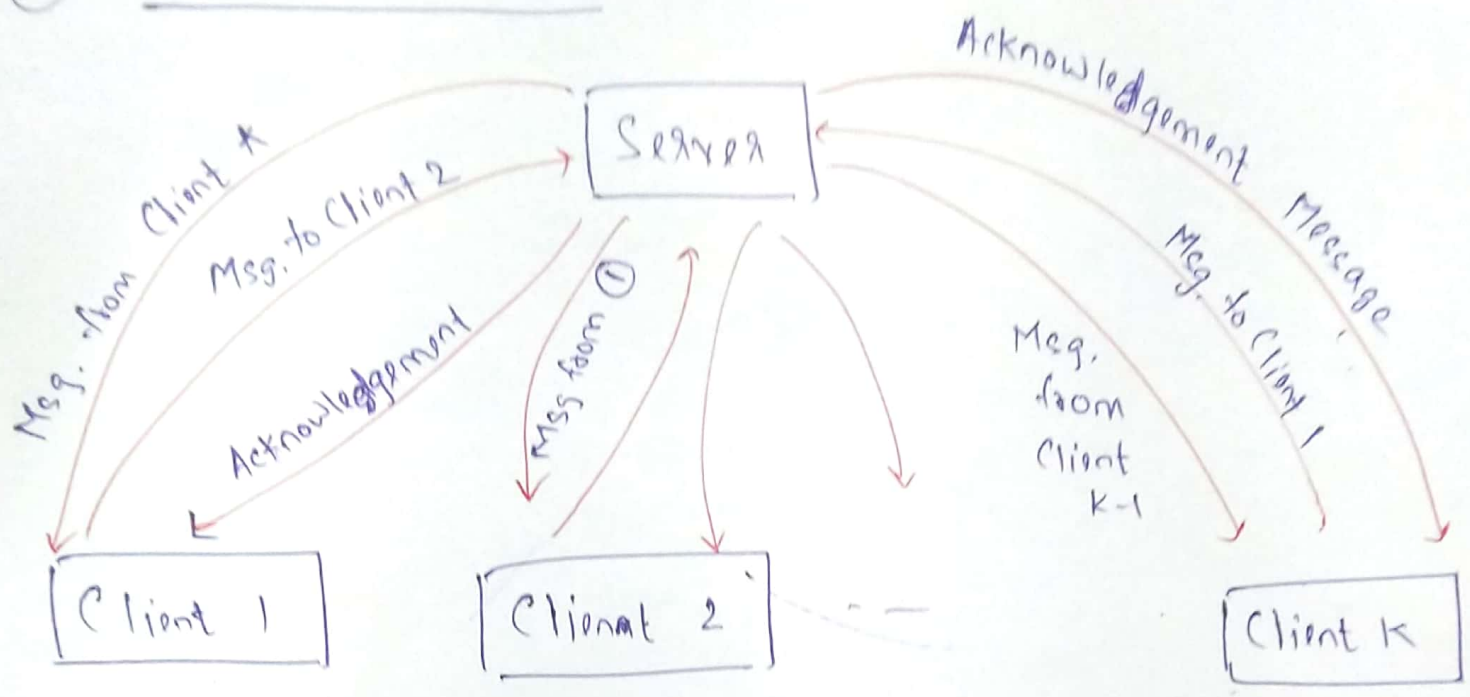 Acknowledgement Message
Server
Msg. from Client K
Msg. to Client 2
Acknowledgement
Msg from ①
Msg. to Client 1
Msg.
from
Client
K-1
Client 1
Client 2
Client K